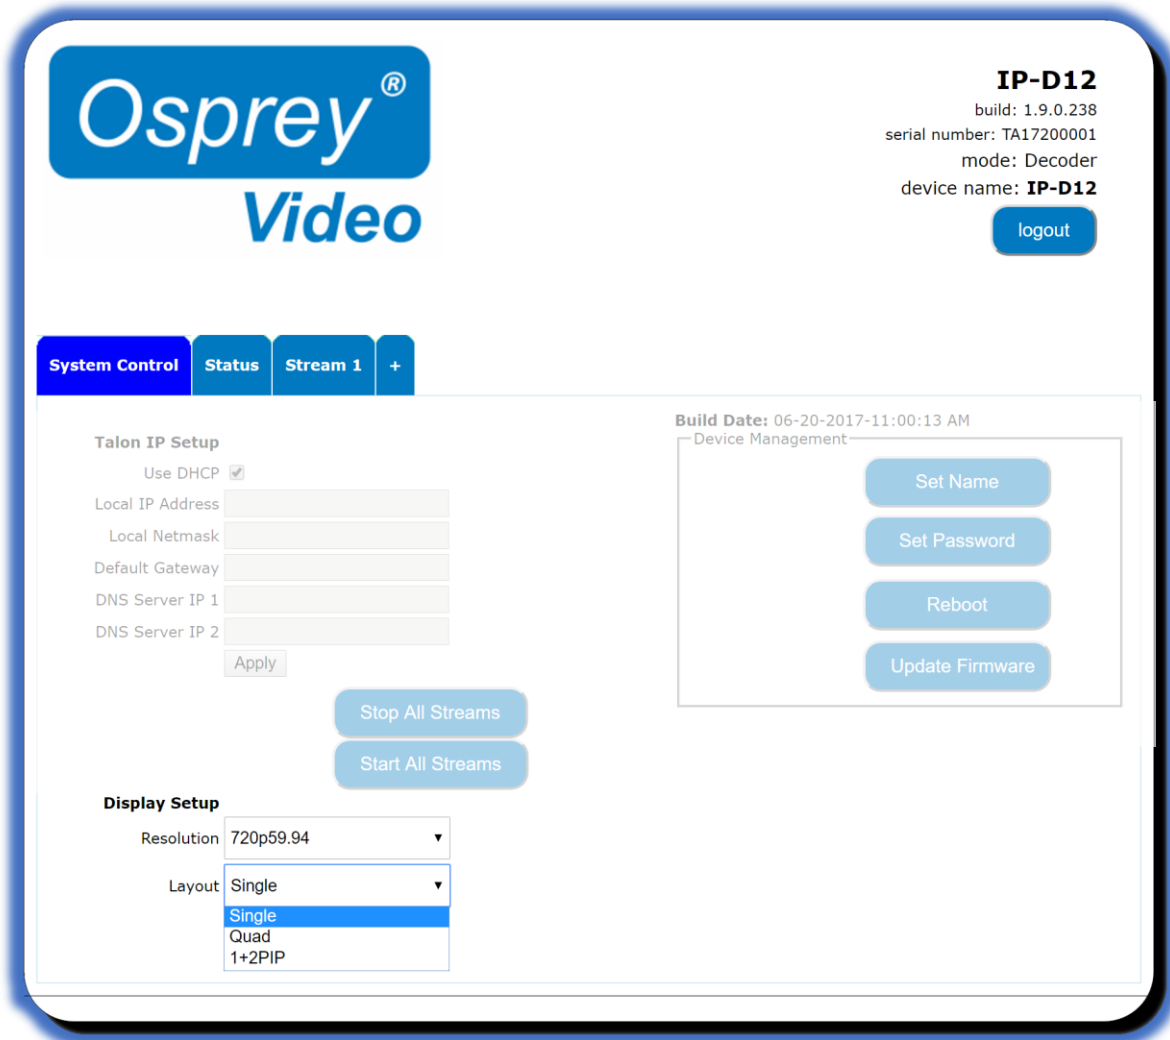 Osprey®
Video
IP-D12
build: 1.9.0.238
serial number: TA17200001
mode: Decoder
device name: IP-D12
logout
System Control
Status
Stream 1
+
Talon IP Setup
Use DHCP
Local IP Address
Local Netmask
Default Gateway
DNS Server IP 1
DNS Server IP 2
Apply
Stop All Streams
Start All Streams
Build Date: 06-20-2017-11:00:13 AM
Device Management
Set Name
Set Password
Reboot
Update Firmware
Display Setup
Resolution 720p59.94
Layout Single
Single
Quad
1+2PIP